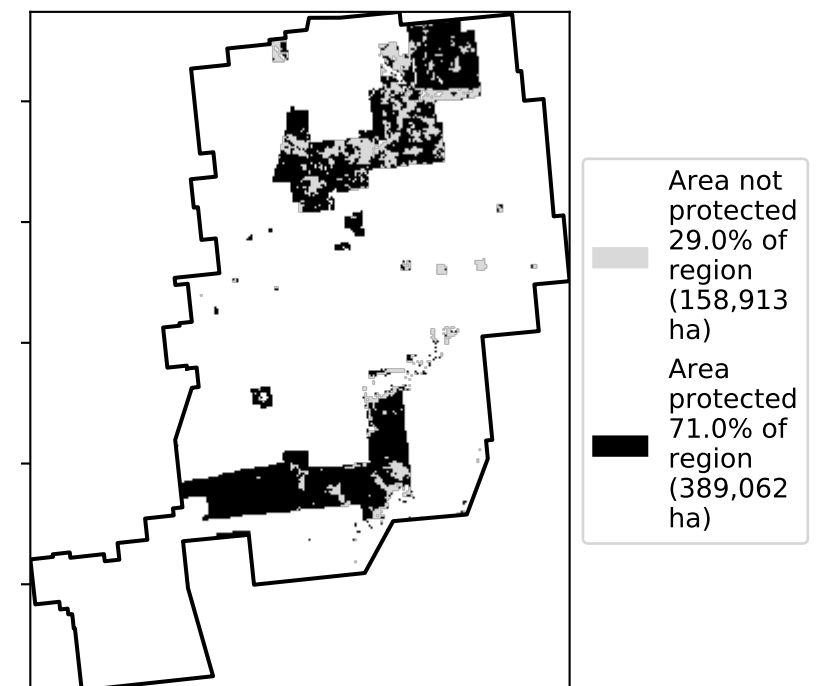 Area not
protected
29.0% of
region
(158,913
ha)
Area
protected
71.0% of
region
(389,062
ha)